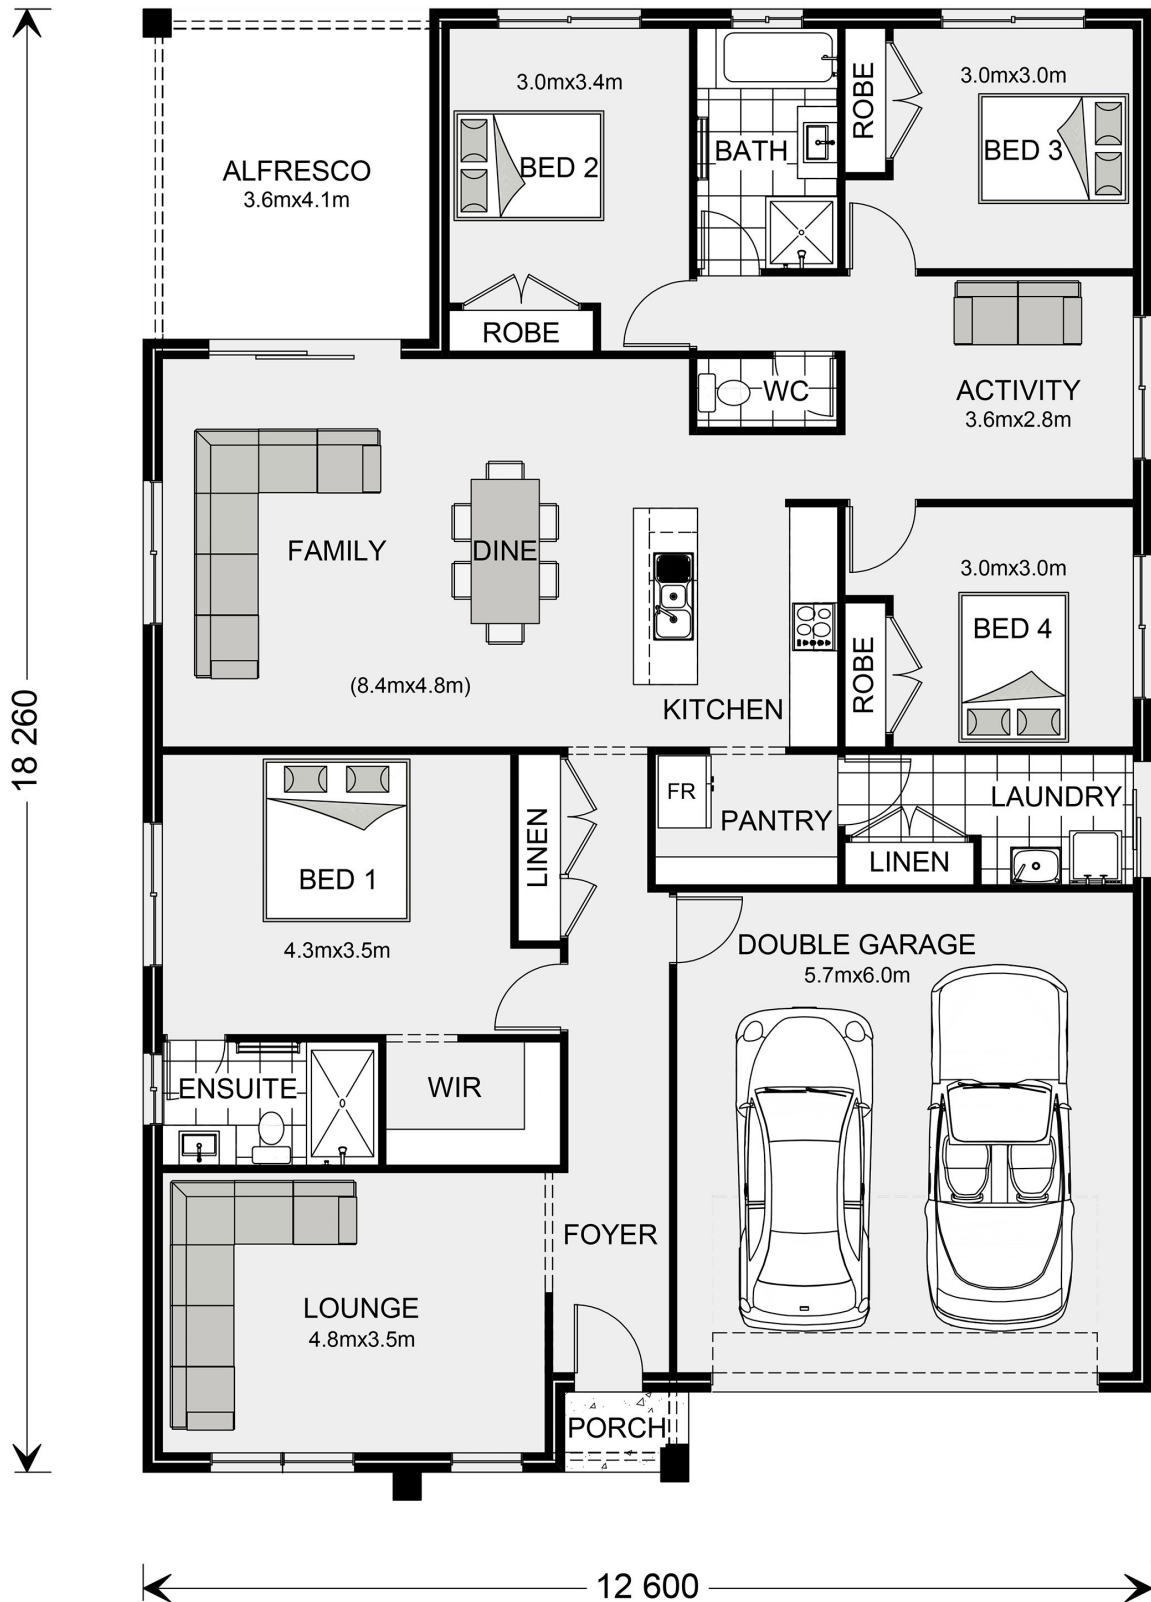 3.0mx3.4m
BED 2
BATH
ROBE
3.0mx3.0m
BED 3
ALFRESCO
3.6mx4.1m
ROBE
WC
ACTIVITY
3.6mx2.8m
FAMILY
DINE
(8.4mx4.8m)
KITCHEN
3.0mx3.0m
BED 4
ROBE
18 260
BED 1
4.3mx3.5m
LINEN
FR
PANTRY
LAUNDRY
LINEN
DOUBLE GARAGE
5.7mx6.0m
ENSUITE
WIR
FOYER
LOUNGE
4.8mx3.5m
PORCH
12 600